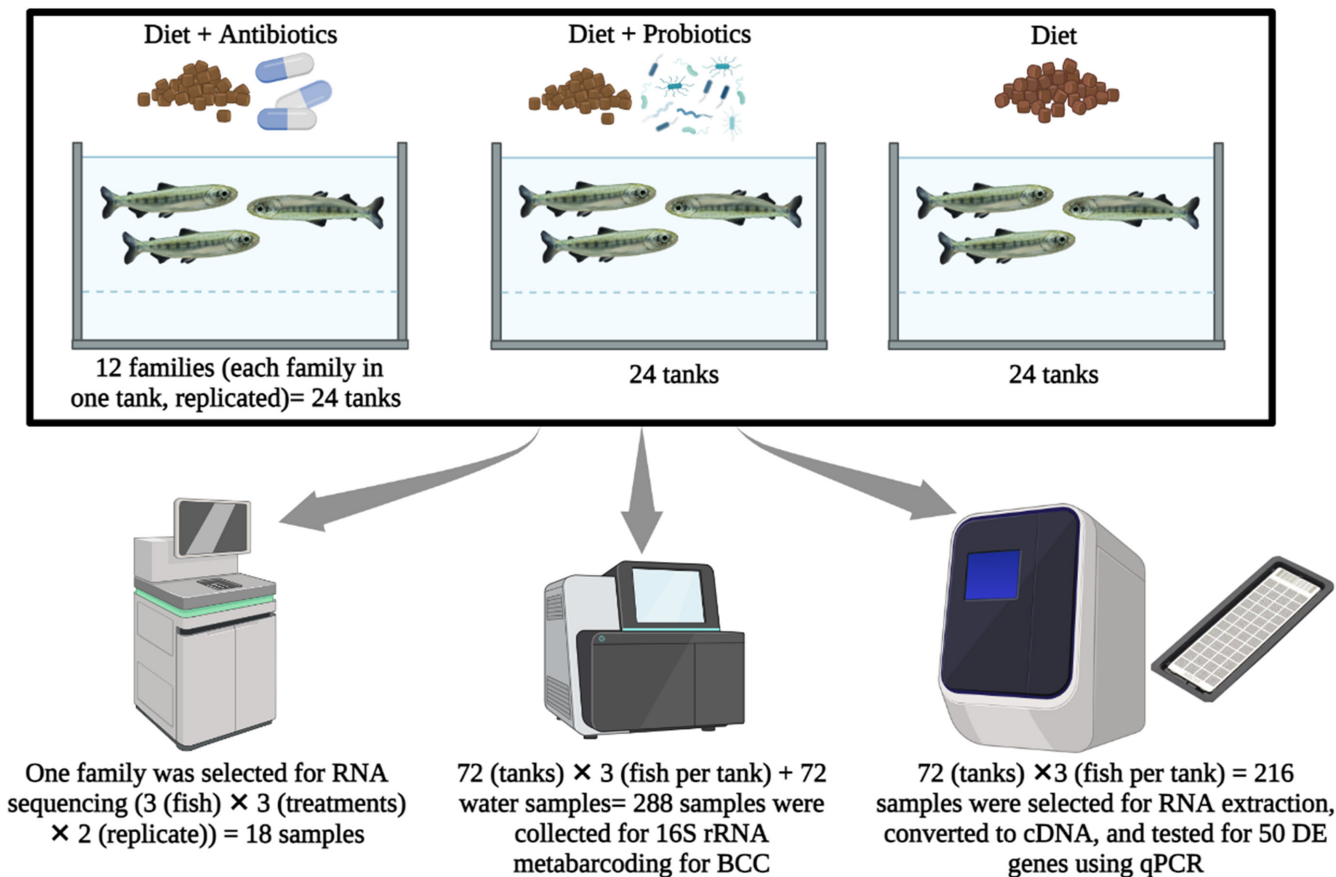 Diet + Antibiotics
Diet + Probiotics
Diet
12 families (each family in
one tank, replicated)= 24 tanks
24 tanks
24 tanks
One family was selected for RNA
sequencing (3 (fish) × 3 (treatments)
× 2 (replicate)) = 18 samples
72 (tanks) × 3 (fish per tank) + 72
water samples= 288 samples were
collected for 16S rRNA
metabarcoding for BCC
72 (tanks) ×3 (fish per tank) = 216
samples were selected for RNA extraction,
converted to cDNA, and tested for 50 DE
genes using qPCR